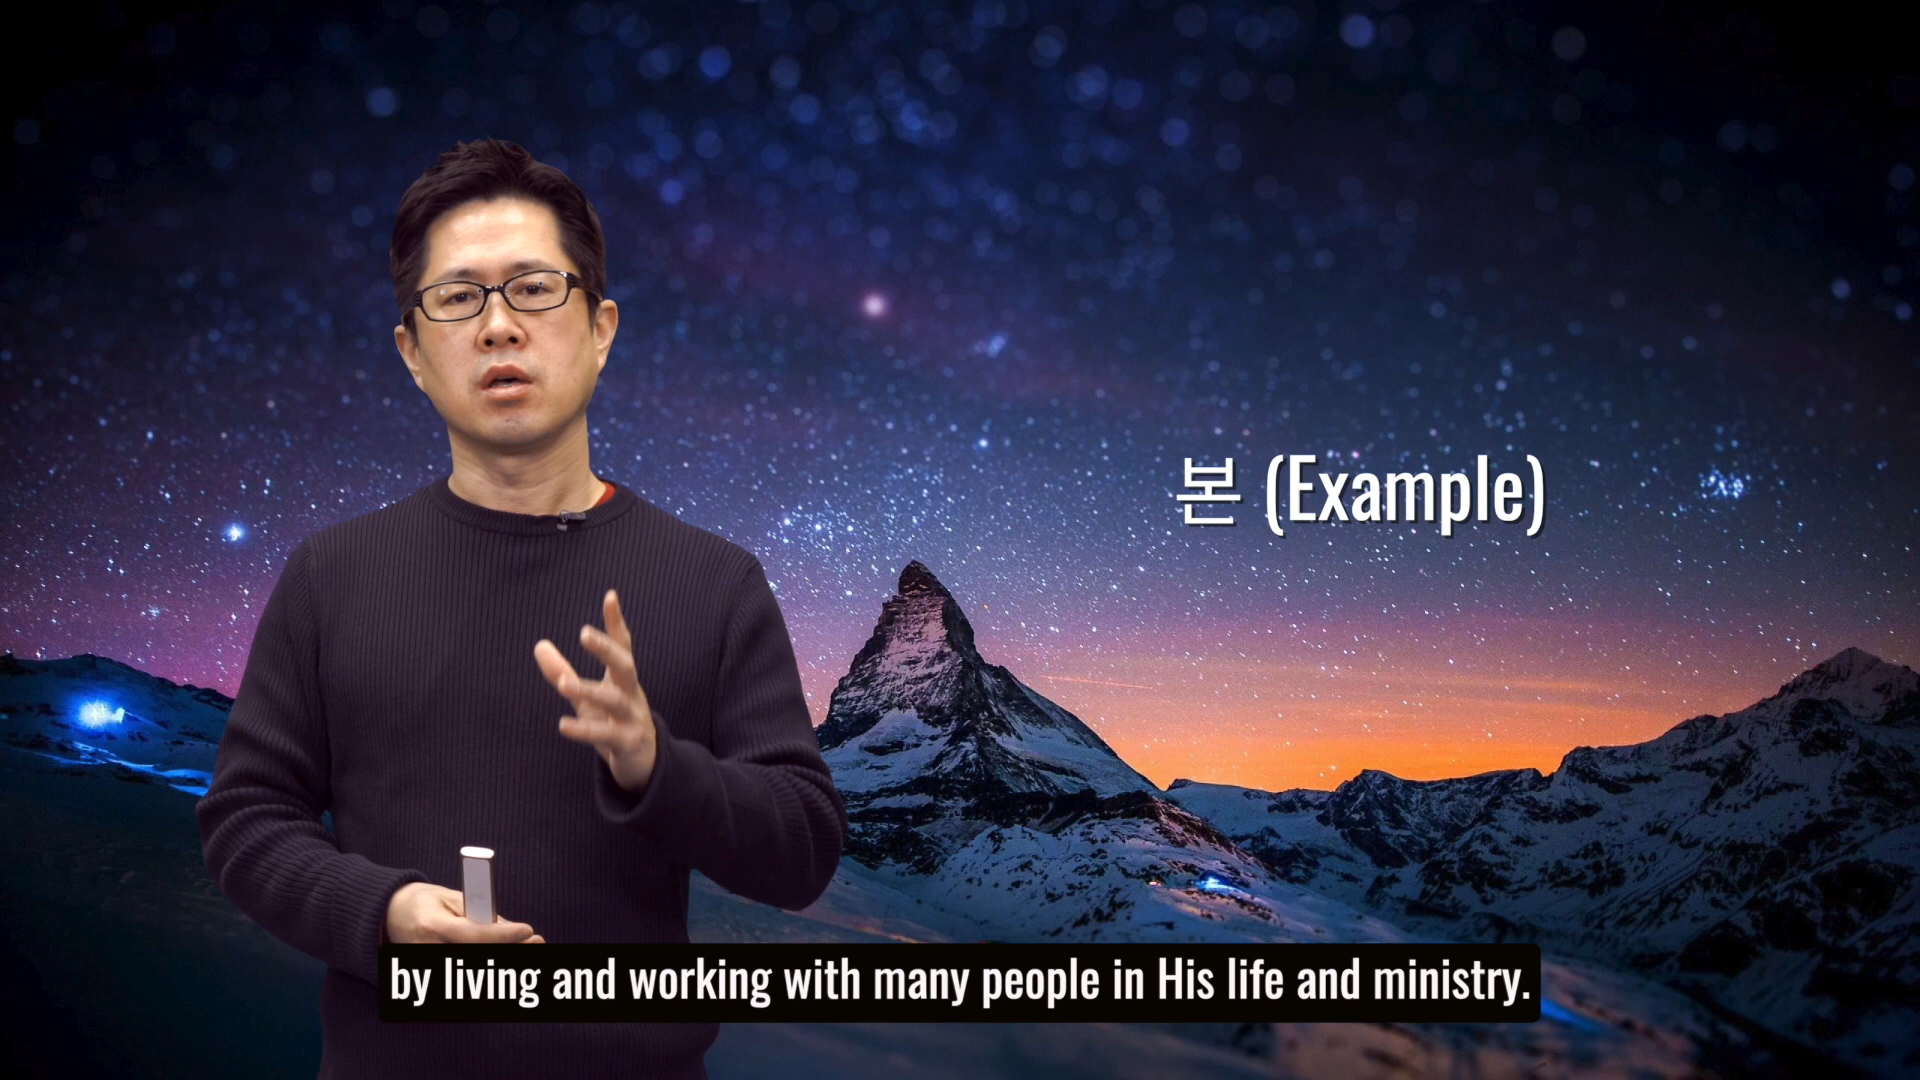 본 (Example)
by living and working with many people in His life and ministry.